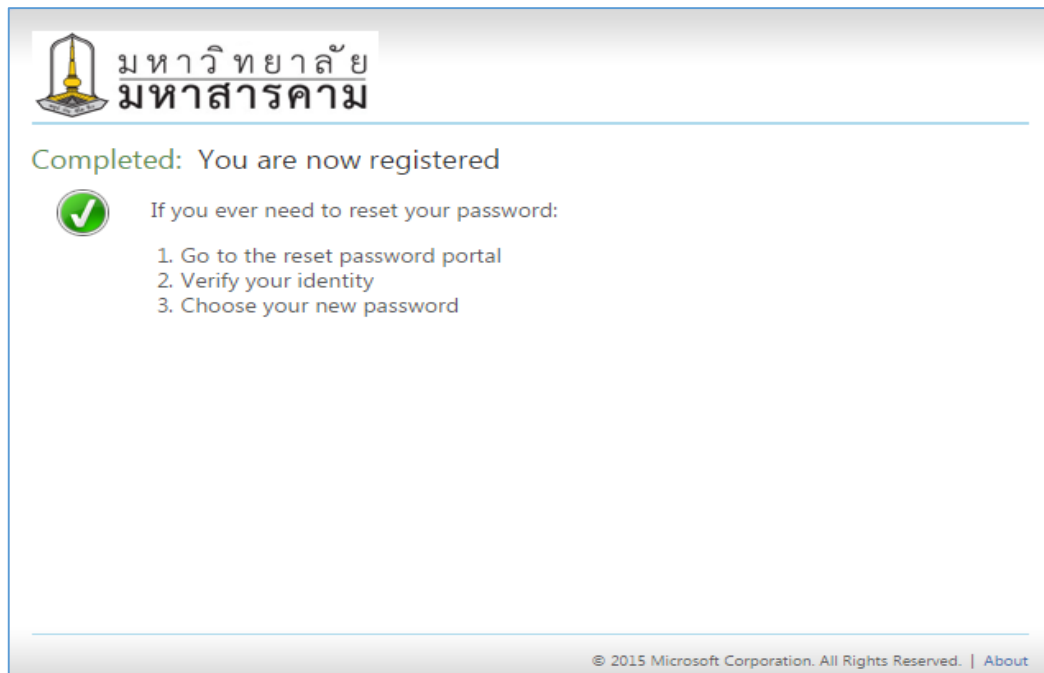 มหาวิทยาลัย
มหาสารคาม
Completed: You are now registered
If you ever need to reset your password:
1. Go to the reset password portal
2. Verify your identity
3. Choose your new password
© 2015 Microsoft Corporation. All Rights Reserved. | About